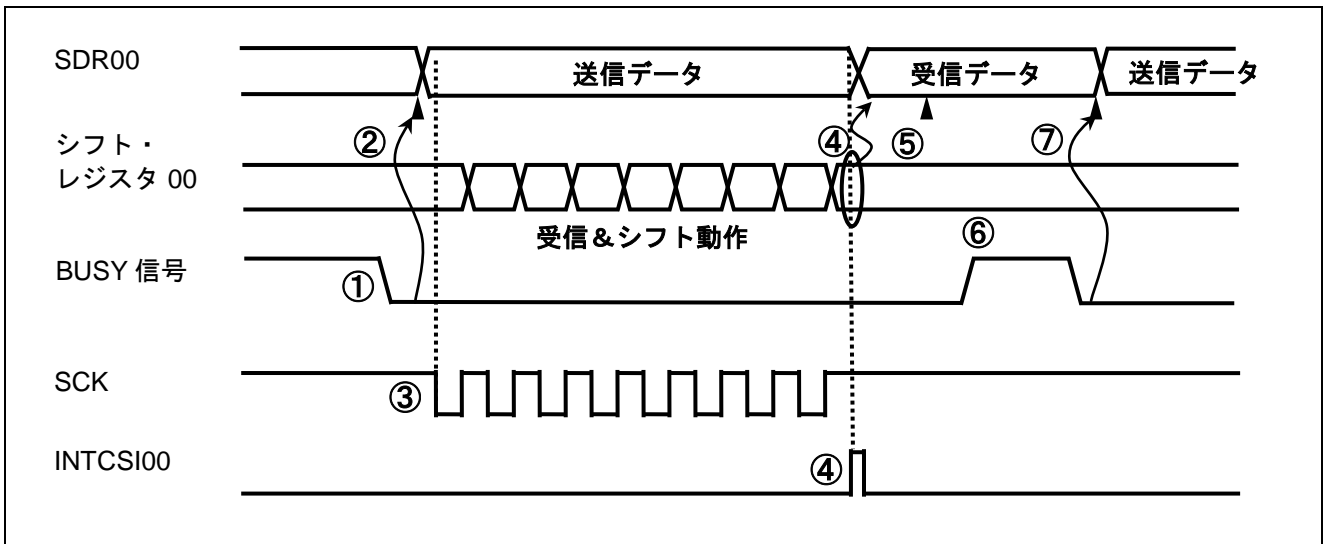 SDR00
送信データ
受信データ
送信データ
②
④
⑤
⑦
シフト・
レジスタ 00
受信＆シフト動作
⑥
BUSY 信号
①
SCK
③
INTCSI00
④